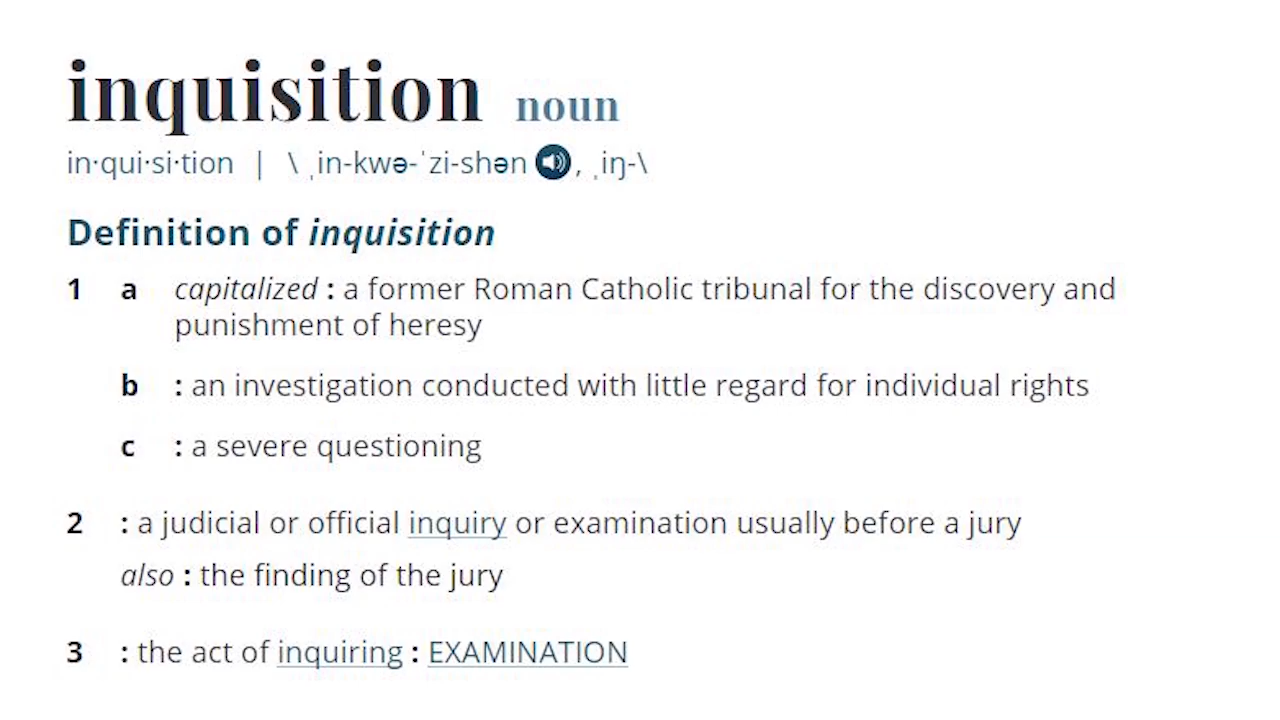 inquisition noun
in·qui·si·tion | \ ˌin-kwə-ˈzi-shən , ˌiŋ-\
Definition of inquisition
1 a capitalized : a former Roman Catholic tribunal for the discovery and
punishment of heresy
b : an investigation conducted with little regard for individual rights
c : a severe questioning
2 : a judicial or official inquiry or examination usually before a jury
also : the finding of the jury
3 : the act of inquiring : EXAMINATION